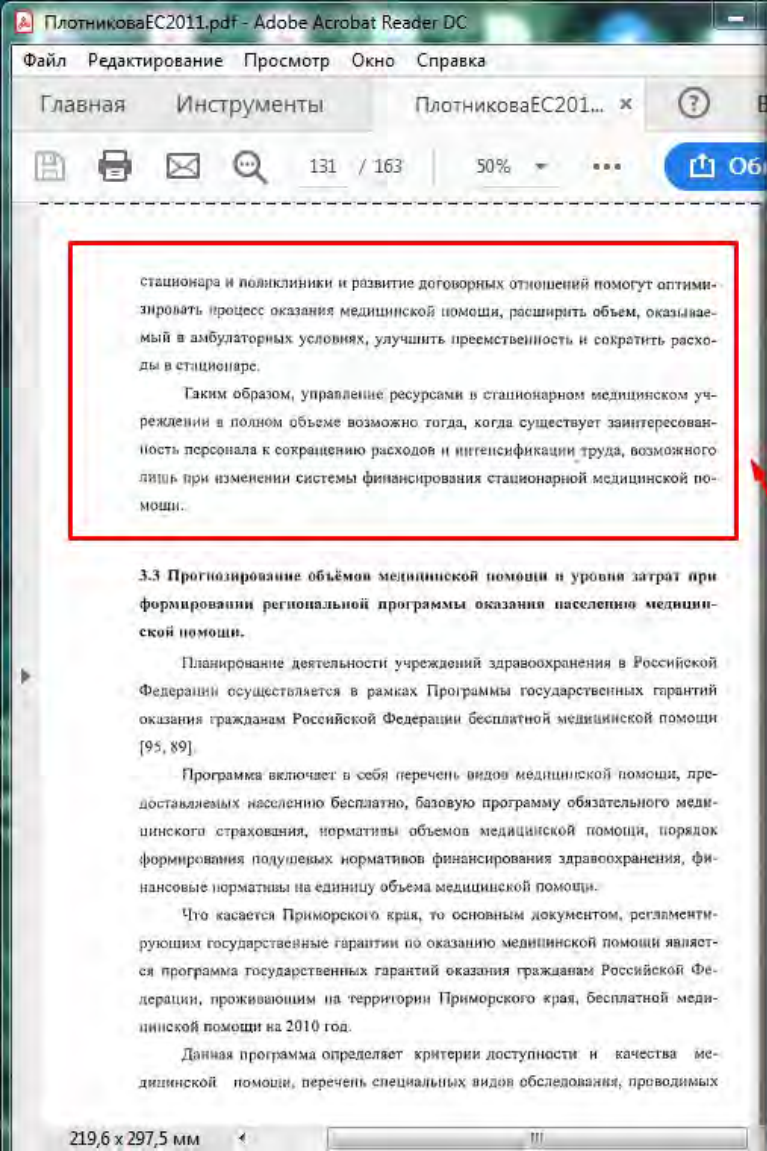 ПлотниковаЕС2011.pdf - Adobe Acrobat Reader DC
Файл Редактирование Просмотр Окно Справка
Главная Инструменты ПлотниковаЕС201... × ? В
131 / 163 50% Об
стационара и поликлиники и развитие договорных отношений помогут оптими-
зировать процесс оказания медицинской помощи, расширить объем, оказывае-
мый в амбулаторных условиях, улучшить преемственность и сократить расхо-
ды в стационаре.
Таким образом, управление ресурсами в стационарном медицинском уч-
реждении в полном объеме возможно тогда, когда существует заинтересован-
ность персонала к сокращению расходов и интенсификации труда, возможного
лишь при изменении системы финансирования стационарной медицинской по-
мощи.
3.3 Прогнозирование объёмов медицинской помощи и уровня затрат при
формировании региональной программы оказания населению медицин-
ской помощи.
Планирование деятельности учреждений здравоохранения в Российской
Федерации осуществляется в рамках Программы государственных гарантий
оказания гражданам Российской Федерации бесплатной медицинской помощи
[95, 89].
Программа включает в себя перечень видов медицинской помощи, пре-
доставляемых населению бесплатно, базовую программу обязательного меди-
цинского страхования, нормативы объемов медицинской помощи, порядок
формирования подушевых нормативов финансирования здравоохранения, фи-
нансовые нормативы на единицу объема медицинской помощи.
Что касается Приморского края, то основным документом, регламенти-
рующим государственные гарантии по оказанию медицинской помощи являет-
ся программа государственных гарантий оказания гражданам Российской Фе-
дерации, проживающим на территории Приморского края, бесплатной меди-
цинской помощи на 2010 год.
Данная программа определяет критерии доступности и качества ме-
дицинской помощи, перечень специальных видов обследования, проводимых
219,6 x 297,5 мм